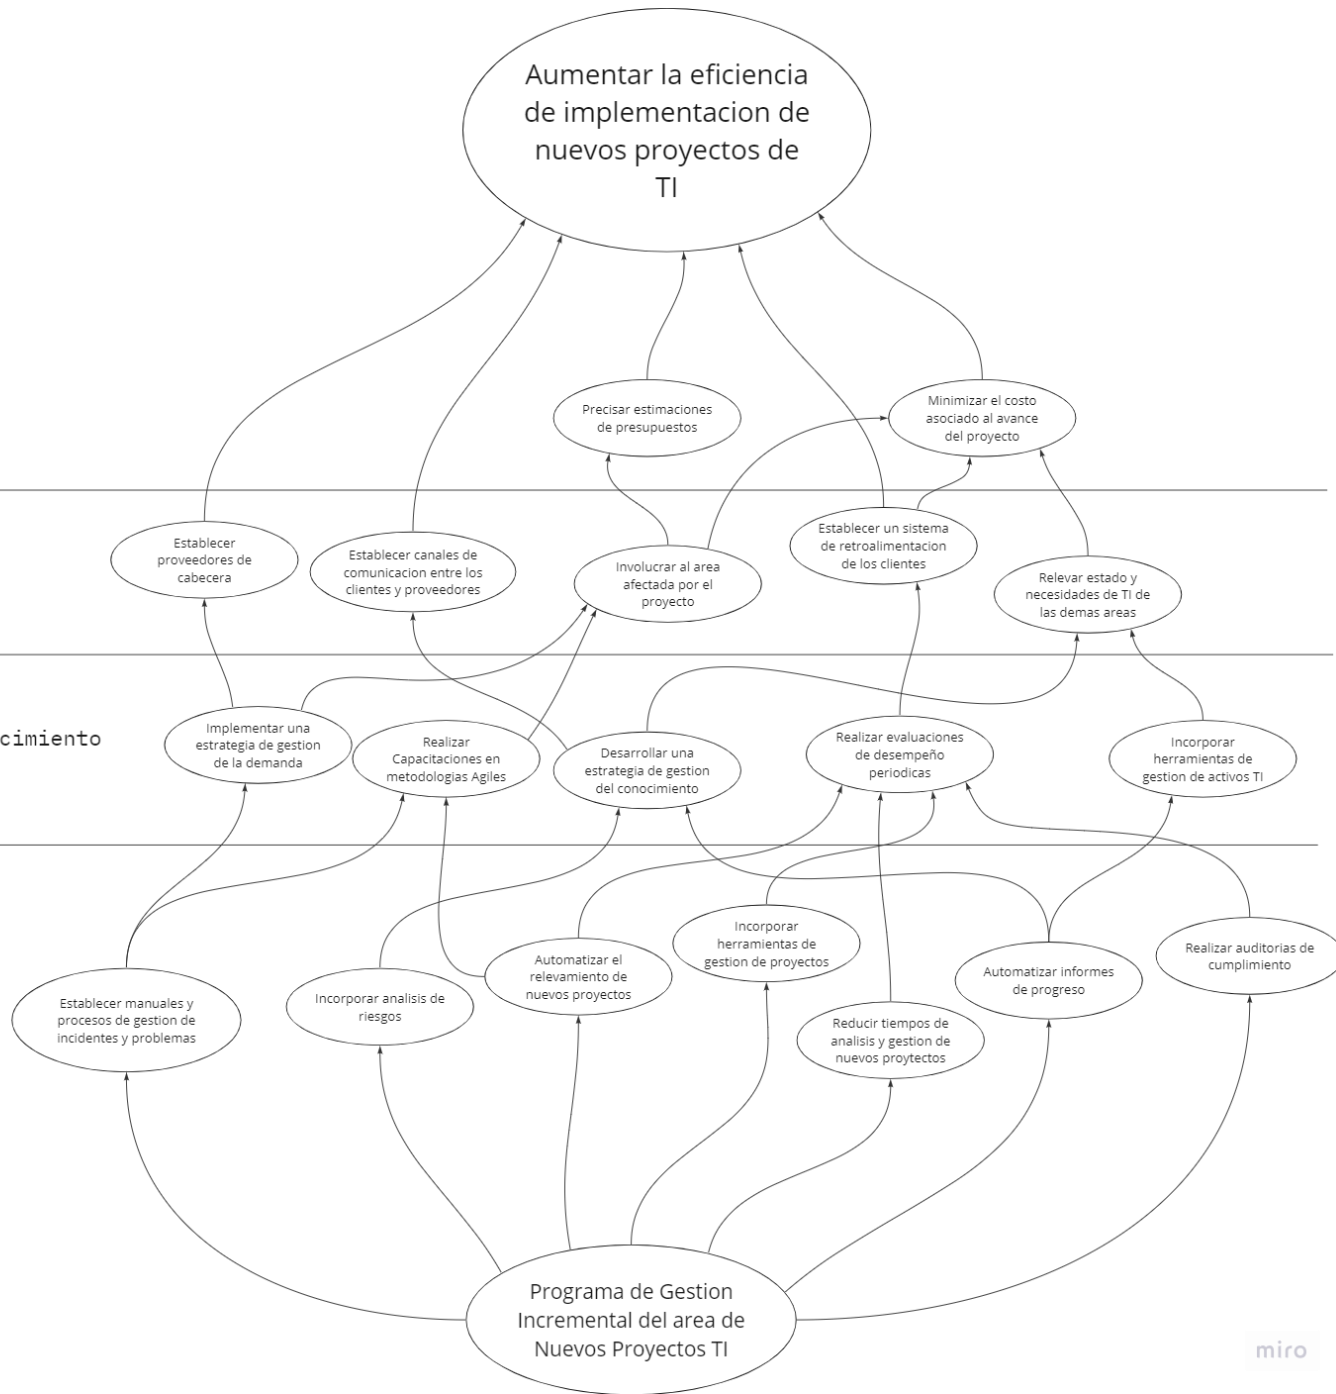 Aumentar la eficiencia
de implementacion de
nuevos proyectos de
TI
Precisar estimaciones
de presupuestos
Minimizar el costo
asociado al avance
del proyecto
Establecer
proveedores de
cabecera
Establecer canales de
comunicacion entre los
clientes y proveedores
Involucrar al area
afectada por el
proyecto
Establecer un sistema
de retroalimentacion
de los clientes
Relevar estado y
necesidades de TI de
las demas areas
cimiento
Implementar una
estrategia de gestion
de la demanda
Realizar
Capacitaciones en
metodologias Agiles
Desarrollar una
estrategia de gestion
del conocimiento
Realizar evaluaciones
de desempeño
periodicas
Incorporar
herramientas de
gestion de activos TI
Establecer manuales y
procesos de gestion de
incidentes y problemas
Incorporar analisis de
riesgos
Automatizar el
relevamiento de
nuevos proyectos
Incorporar
herramientas de
gestion de proyectos
Reducir tiempos de
analisis y gestion de
nuevos proytectos
Automatizar informes
de progreso
Realizar auditorias de
cumplimiento
Programa de Gestion
Incremental del area de
Nuevos Proyectos TI
miro